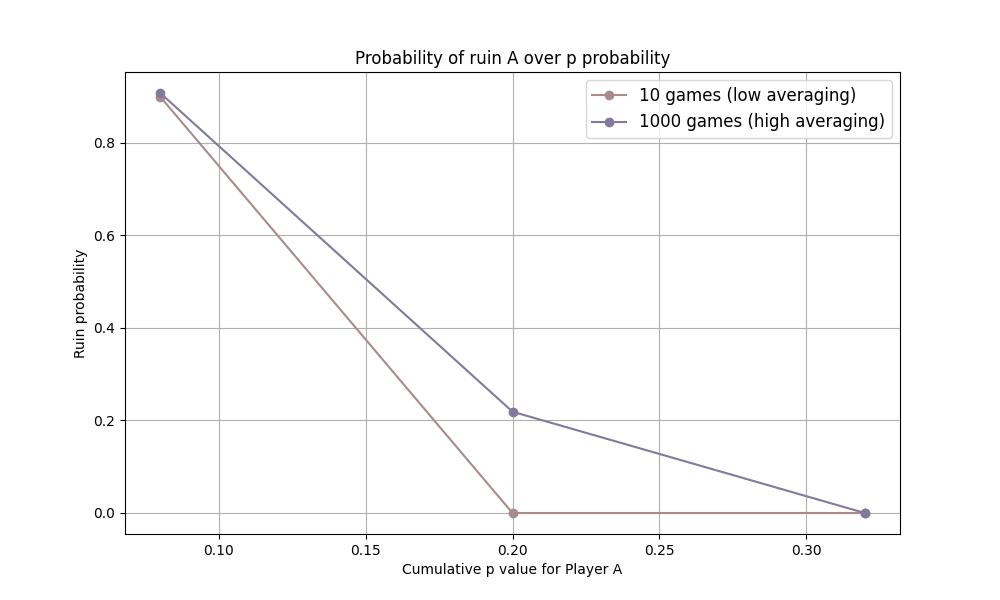 Probability of ruin A over p probability
10 games (low averaging)
1000 games (high averaging)
0.8
0.6
0.4
0.2
0.0
Ruin probability
0.10 0.15 0.20 0.25 0.30
Cumulative p value for Player A